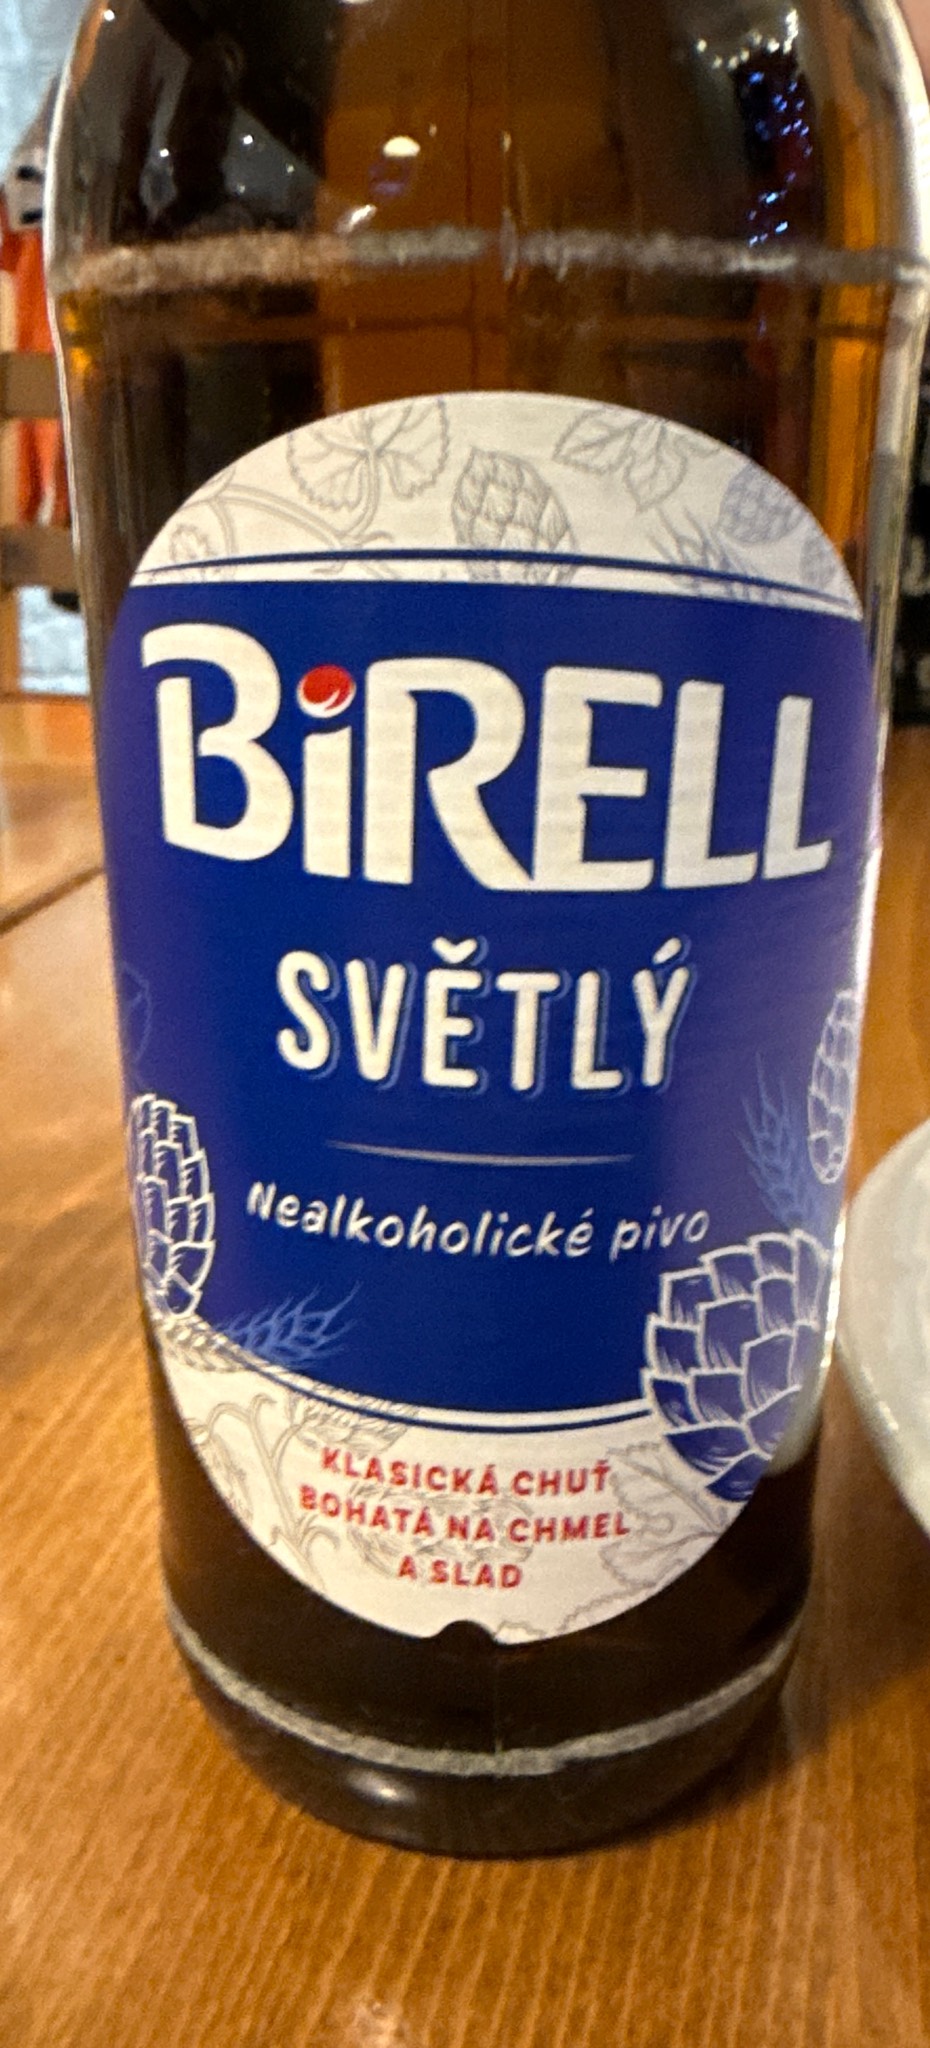 BiRELL
SVĚTLÝ
Nealkoholické pivo
KLASICKÁ CHUŤ
BOHATÁ NA CHMEL
A SLAD